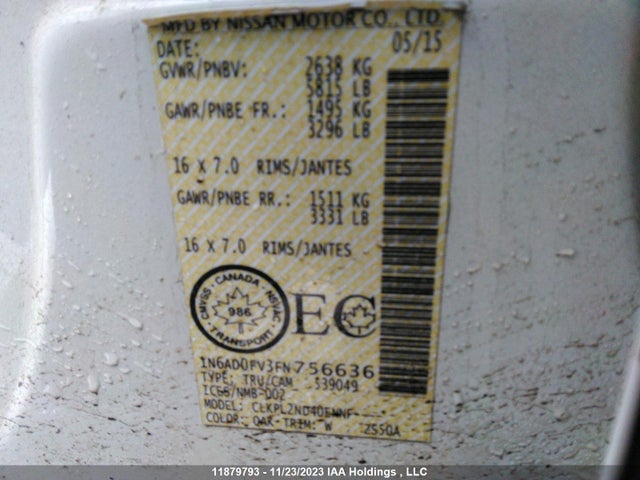 MFD BY NISSAN MOTOR CO., LTD.
DATE: 05/15
GVWR/PNBV: 2638 KG
5815 LB
GAWR/PNBE FR.: 1495 KG
3296 LB
16 X 7.0 RIMS/JANTES
GAWR/PNBE RR.: 1511 KG
3331 LB
16 X 7.0 RIMS/JANTES
CANADA
CMVSS NSVAC
986
TRANSPORT
EC
1N6AD0FV3FN756636
TYPE: TRU/CAM 539049
ICES/NMB-002
MODEL: CLKPL2ND40ENNF----
COLOR: QAK TRIM: W ZS50A
11879793 — 11/23/2023 IAA Holdings , LLC